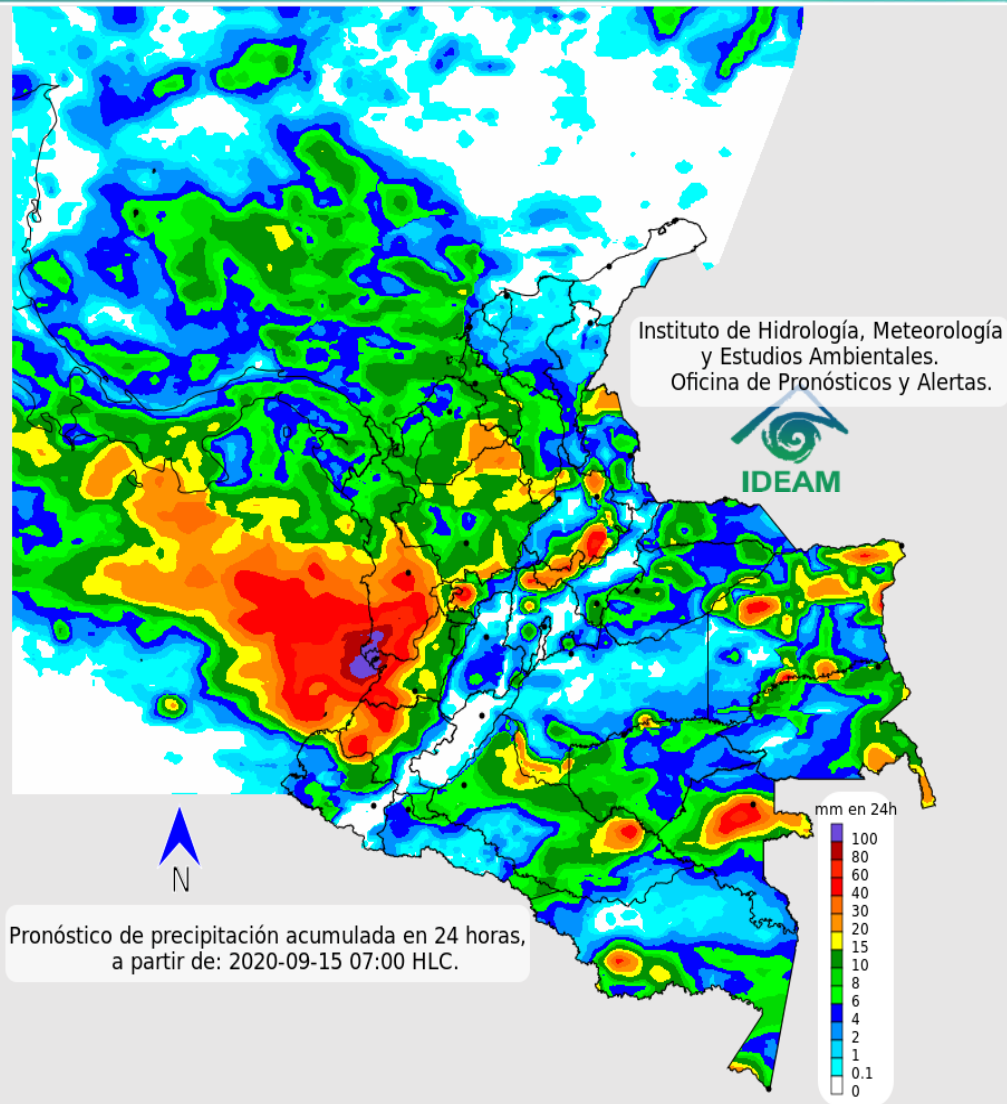 Instituto de Hidrología, Meteorología
y Estudios Ambientales.
Oficina de Pronósticos y Alertas.
IDEAM
mm en 24h
100
80
60
40
30
20
15
10
8
6
4
2
1
0.1
0
N
Pronóstico de precipitación acumulada en 24 horas,
a partir de: 2020-09-15 07:00 HLC.